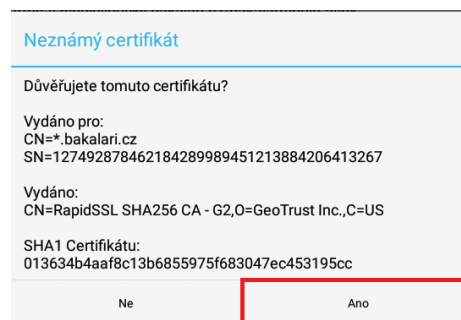 Neznámý certifikát
Důvěřujete tomuto certifikátu?
Vydáno pro:
CN=*.bakalari.cz
SN=127492878462184289989451213884206413267
Vydáno:
CN=RapidSSL SHA256 CA - G2,O=GeoTrust Inc.,C=US
SHA1 Certifikátu:
013634b4aaf8c13b6855975f683047ec453195cc
Ne
Ano